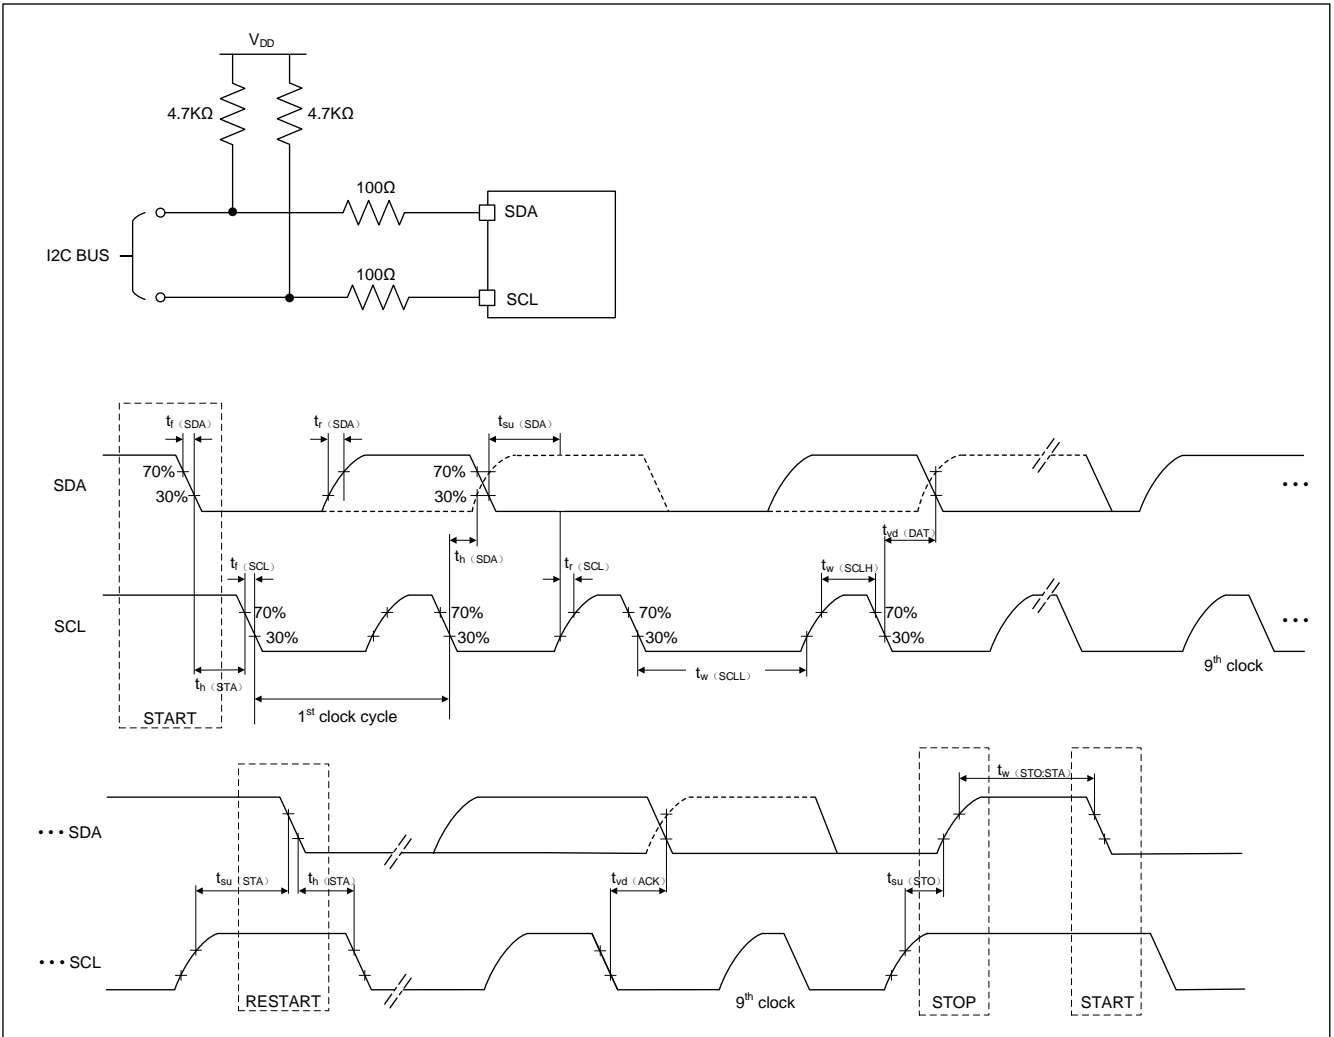 VDD
4.7KΩ
4.7KΩ
100Ω
SDA
I2C BUS
100Ω
SCL
tf（SDA）
tr（SDA）
tsu（SDA）
70%
70%
SDA
30%
30%
•••
th（SDA）
tvd（DAT）
tf（SCL）
tr（SCL）
tw（SCLH）
70%
70%
70%
70%
SCL
30%
30%
30%
30%
•••
th（STA）
tw（SCLL）
9th clock
START
1st clock cycle
tw（STO:STA）
•••SDA
tsu（STA）
th（STA）
tvd（ACK）
tsu（STO）
•••SCL
RESTART
9th clock
STOP
START